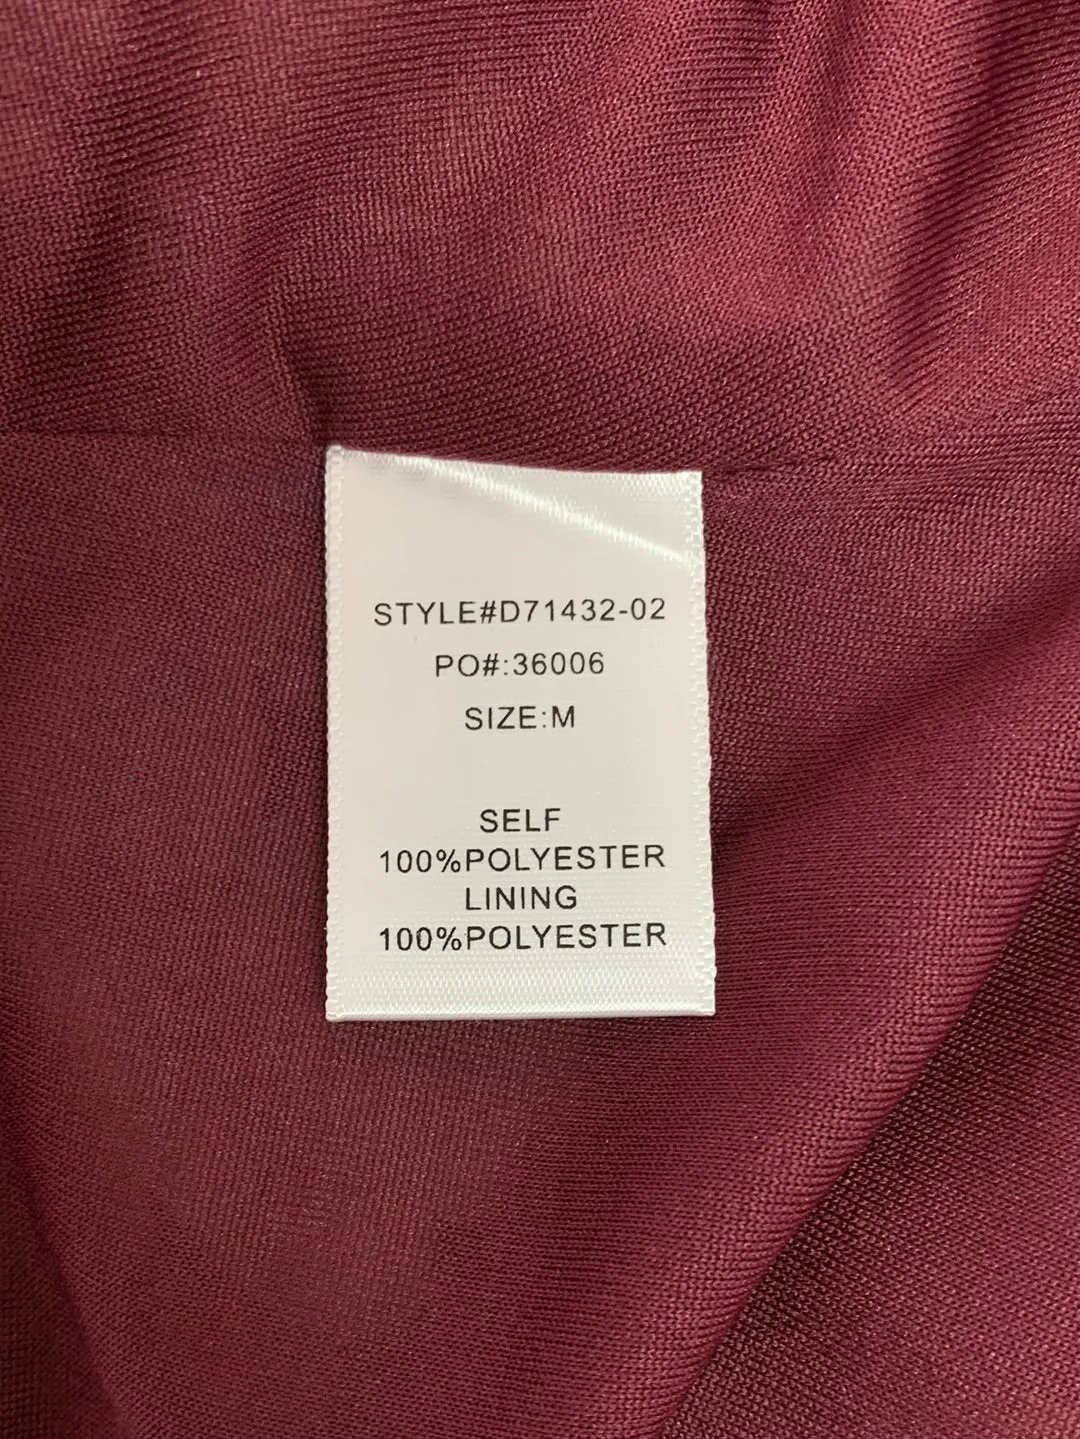 STYLE#D71432-02
PO#:36006
SIZE:M
SELF
100%POLYESTER
LINING
100%POLYESTER